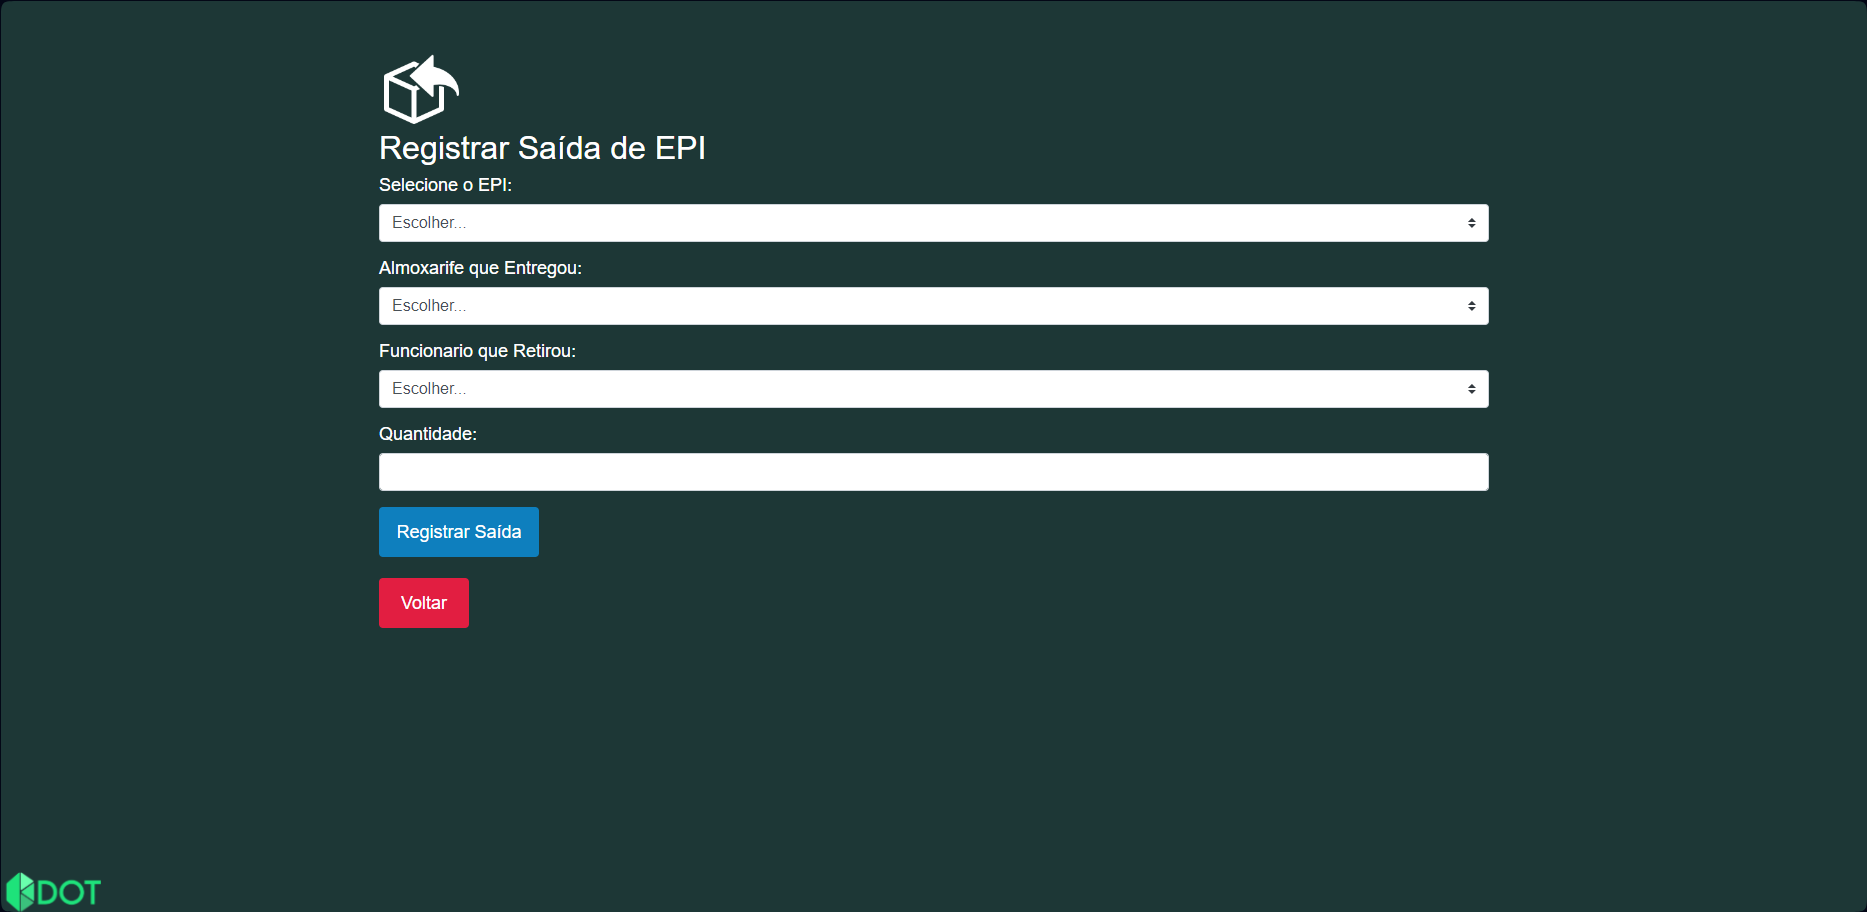 Registrar Saída de EPI
Selecione o EPI:
Escolher...
Almoxarife que Entregou:
Escolher...
Funcionario que Retirou:
Escolher...
Quantidade:
Registrar Saída
Voltar
DOT